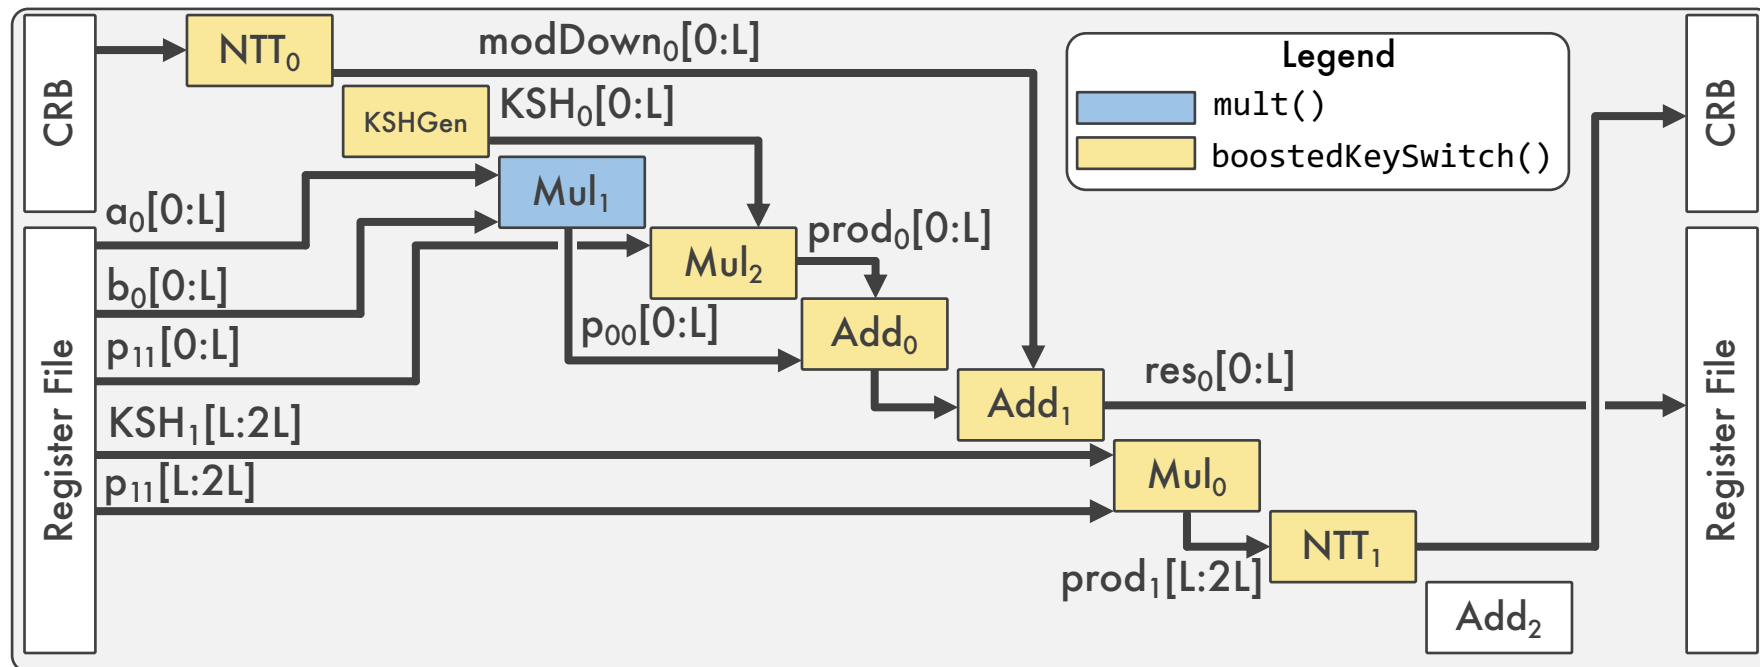 CRB
NTT₀
modDown₀[0:L]
Legend
mult()
boostedKeySwitch()
CRB
KSHGen
KSH₀[0:L]
Mul₁
a₀[0:L]
Mul₂
prod₀[0:L]
b₀[0:L]
p₁₁[0:L]
p₀₀[0:L]
Add₀
Register File
Add₁
res₀[0:L]
Register File
KSH₁[L:2L]
p₁₁[L:2L]
Mul₀
NTT₁
prod₁[L:2L]
Add₂